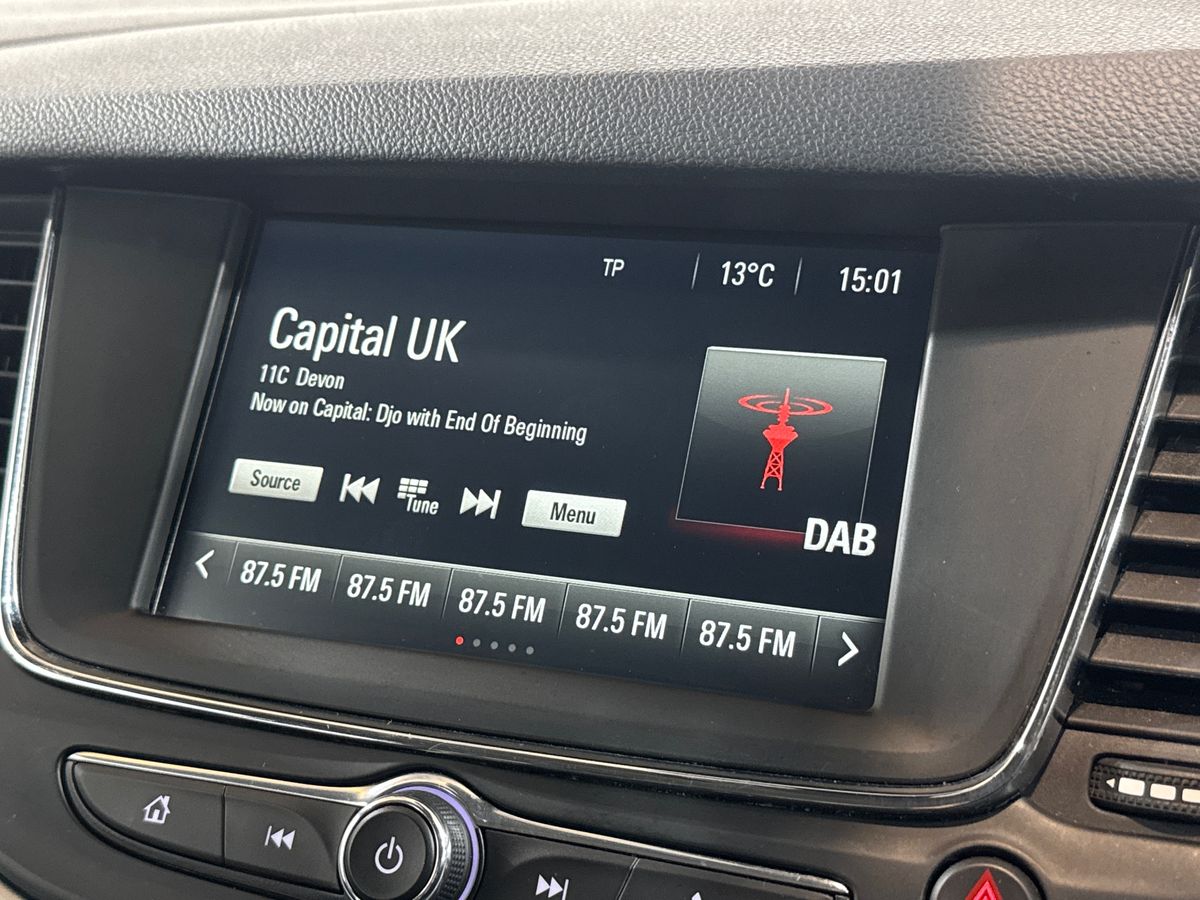 TP 13°C 15:01
Capital UK
11C Devon
Now on Capital: Djo with End Of Beginning
Source Tune Menu
DAB
87.5 FM 87.5 FM 87.5 FM 87.5 FM 87.5 FM